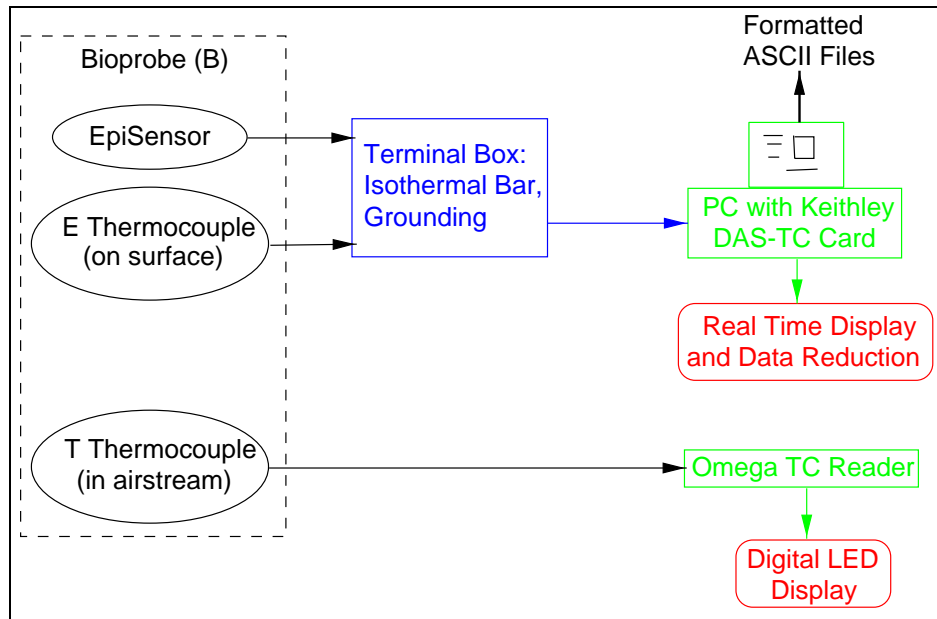 Formatted
ASCII Files
Bioprobe (B)
EpiSensor
Terminal Box:
Isothermal Bar,
Grounding
E Thermocouple
(on surface)
PC with Keithley
DAS-TC Card
Real Time Display
and Data Reduction
T Thermocouple
(in airstream)
Omega TC Reader
Digital LED
Display